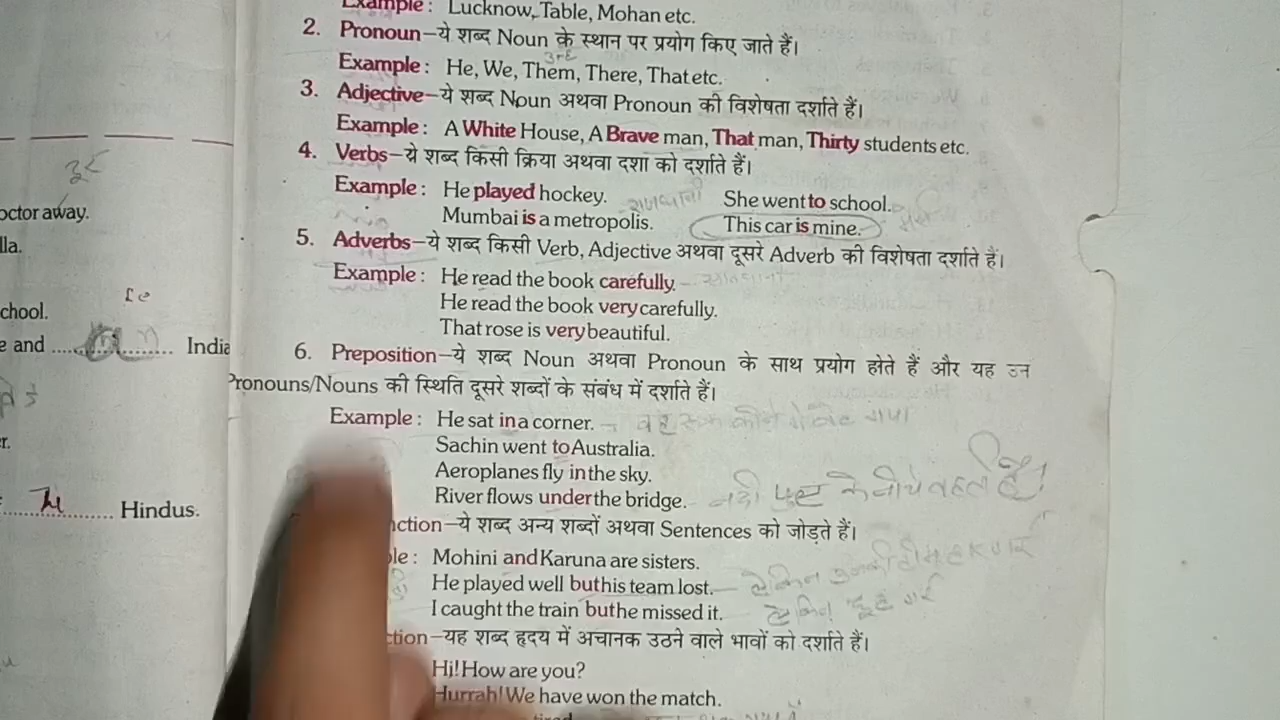 Example : Lucknow, Table, Mohan etc.
2. Pronoun–ये शब्द Noun के स्थान पर प्रयोग किए जाते हैं।
Example : He, We, Them, There, That etc.
3. Adjective–ये शब्द Noun अथवा Pronoun की विशेषता दर्शाते हैं।
Example : A White House, A Brave man, That man, Thirty students etc.
4. Verbs–ये शब्द किसी क्रिया अथवा दशा को दर्शाते हैं।
Example : He played hockey. She went to school.
Mumbai is a metropolis. राजधानी This car is mine.
5. Adverbs–ये शब्द किसी Verb, Adjective अथवा दूसरे Adverb की विशेषता दर्शाते हैं।
Example : He read the book carefully.
He read the book very carefully.
That rose is very beautiful.
6. Preposition–ये शब्द Noun अथवा Pronoun के साथ प्रयोग होते हैं और यह उन
Pronouns/Nouns की स्थिति दूसरे शब्दों के संबंध में दर्शाते हैं।
Example : He sat in a corner.
Sachin went to Australia.
Aeroplanes fly in the sky.
River flows under the bridge. नदी पुल के नीचे बहती है।
nction–ये शब्द अन्य शब्दों अथवा Sentences को जोड़ते हैं।
ple : Mohini and Karuna are sisters.
He played well but his team lost. लेकिन उनकी टीम हार गई
I caught the train but he missed it. लेकिन छूट गई
ction–यह शब्द हृदय में अचानक उठने वाले भावों को दर्शाते हैं।
Hi! How are you?
Hurrah! We have won the match.
octor away.
lla.
chool.
e and ............ India
r.
............ Hindus.